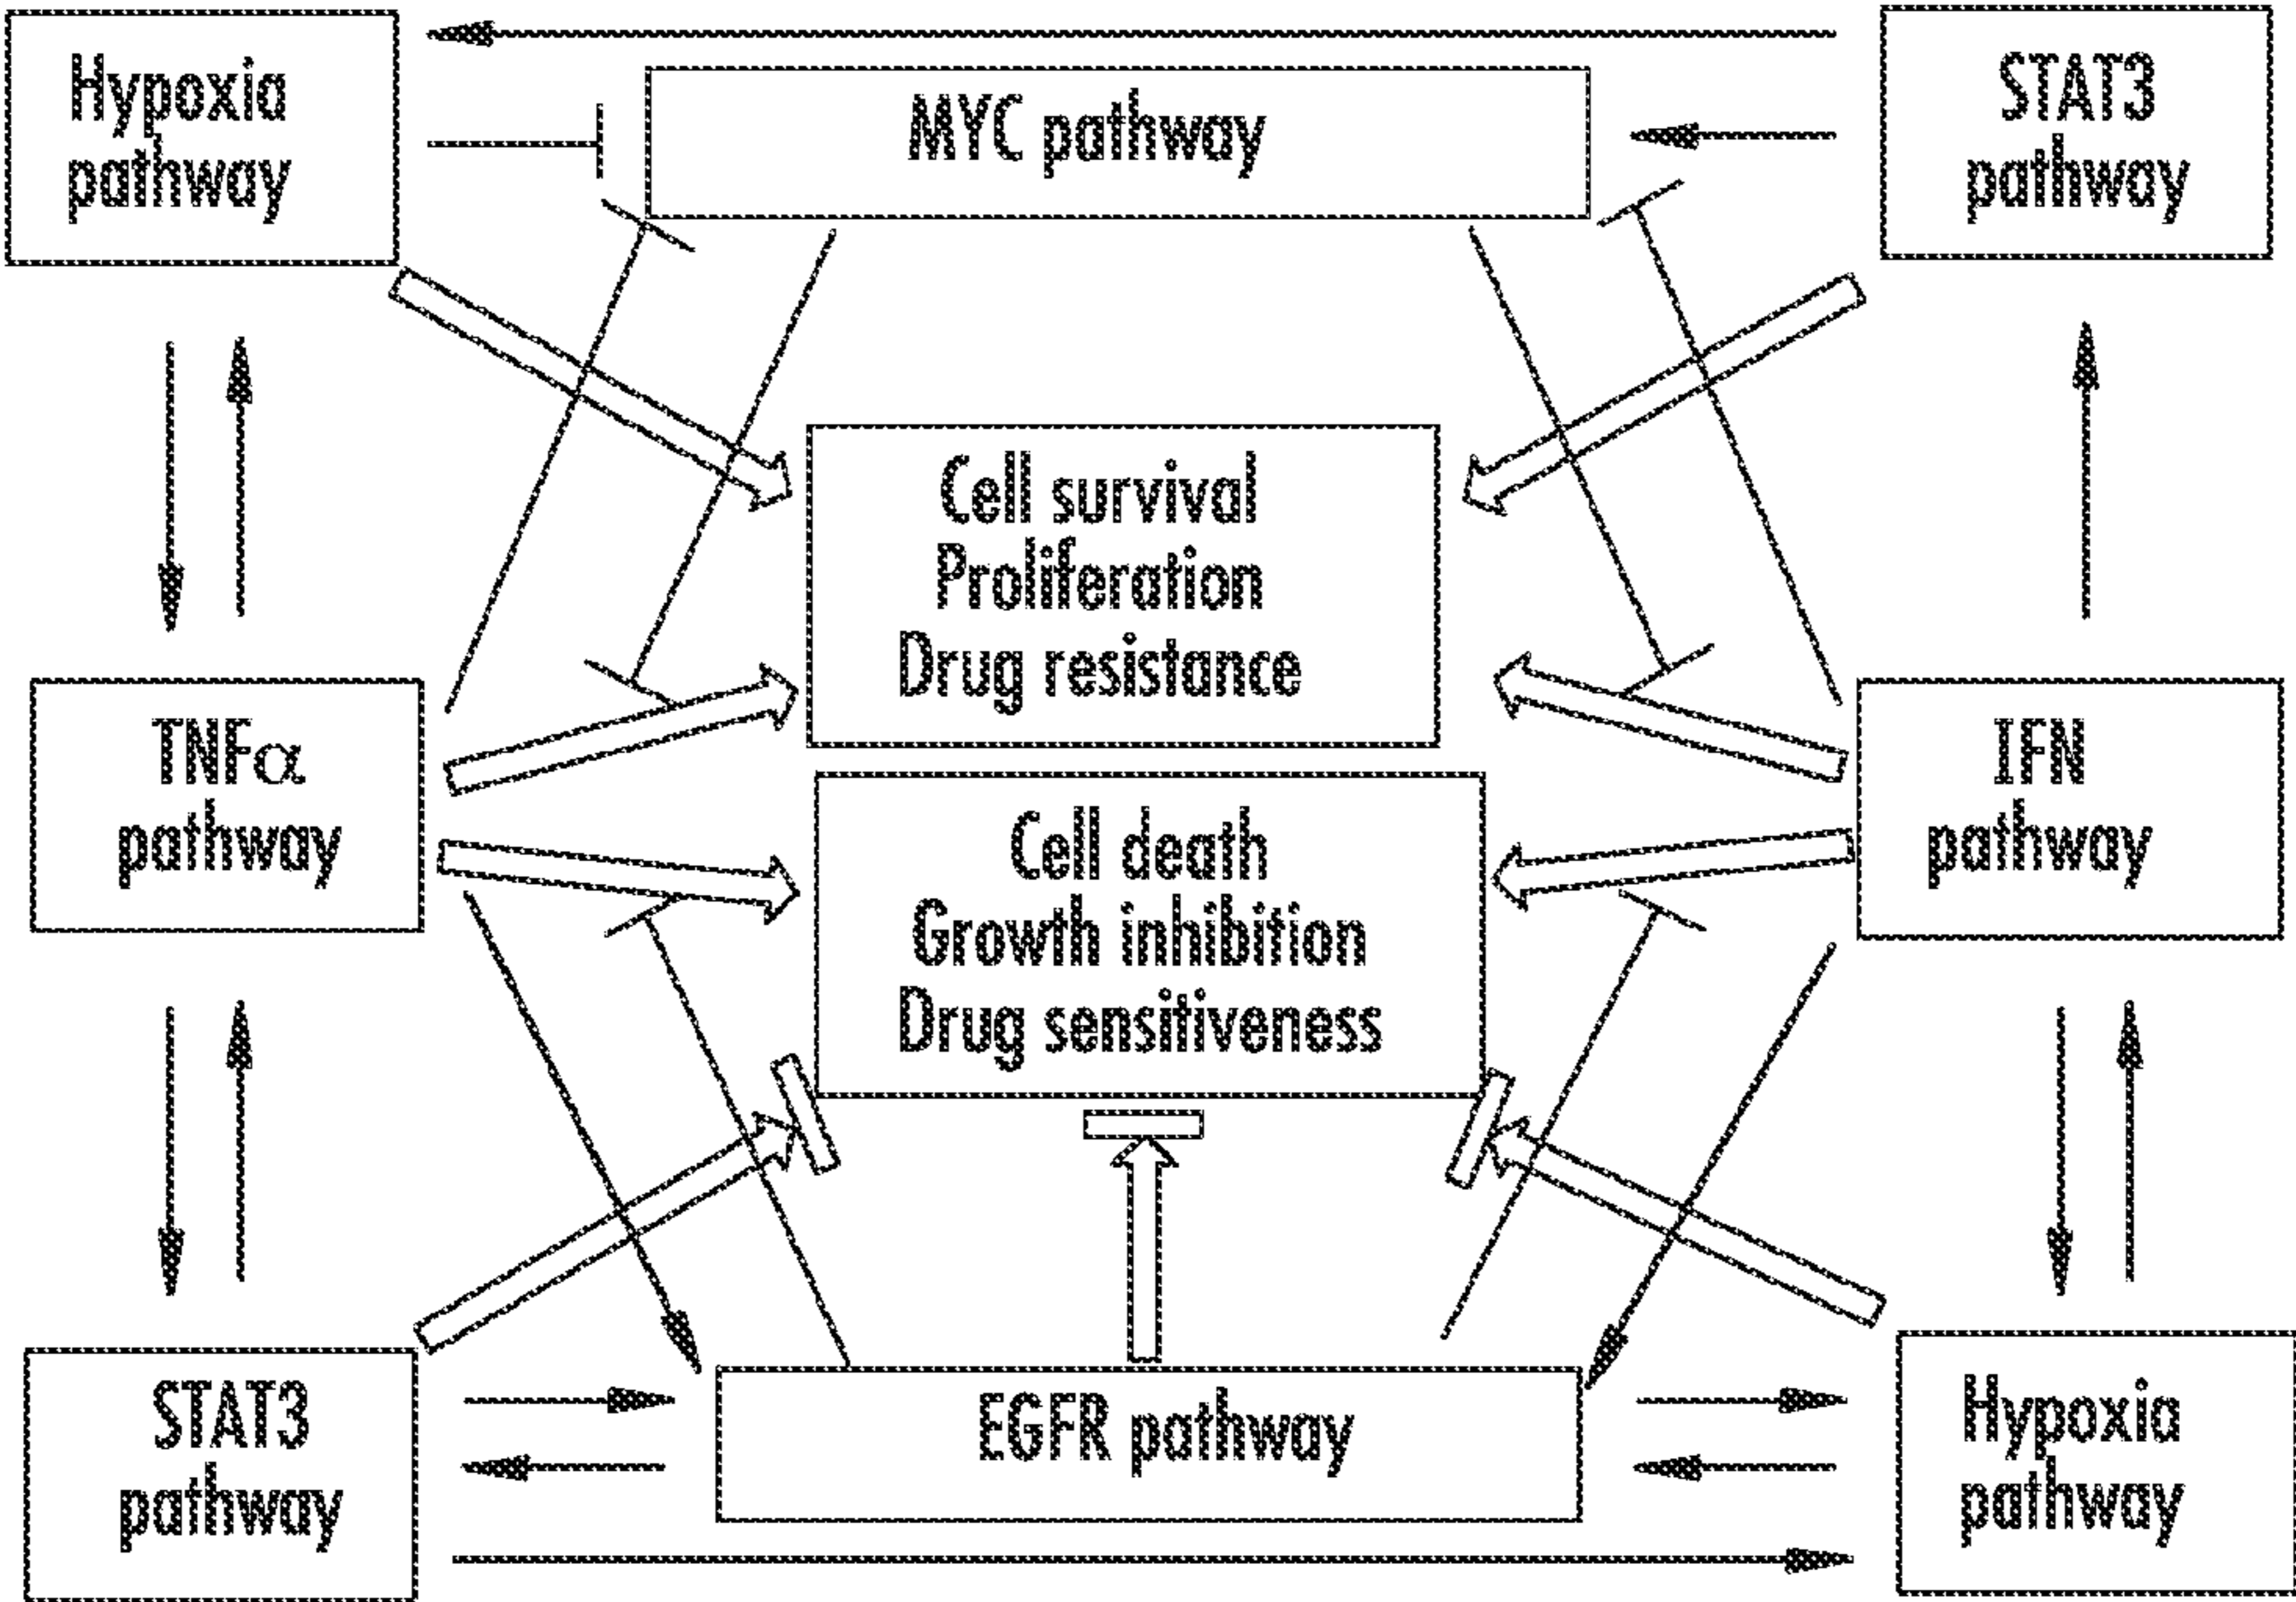 Hypoxia
pathway
MYC pathway
STAT3
pathway
Cell survival
Proliferation
Drug resistance
TNFα
pathway
Cell death
Growth inhibition
Drug sensitiveness
IFN
pathway
STAT3
pathway
EGFR pathway
Hypoxia
pathway